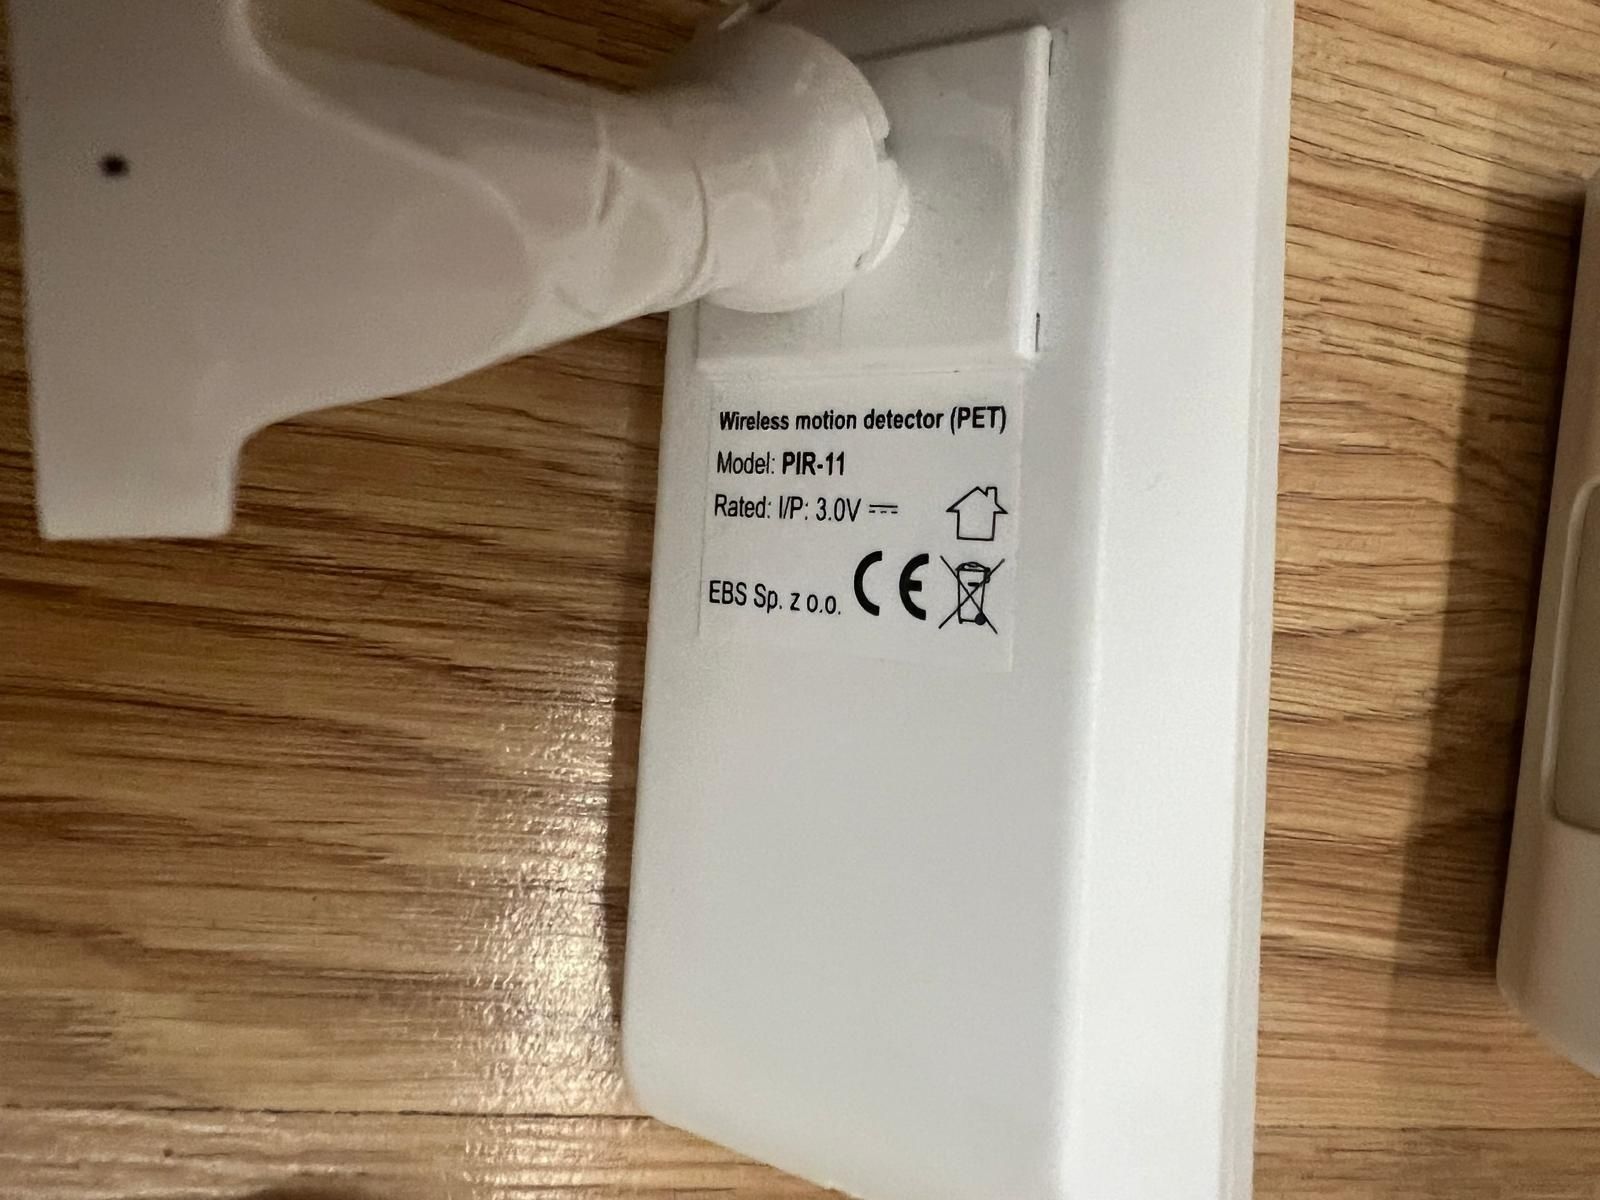 Wireless motion detector (PET)
Model: PIR-11
Rated: I/P: 3.0V ⎓
EBS Sp. z o.o. CE